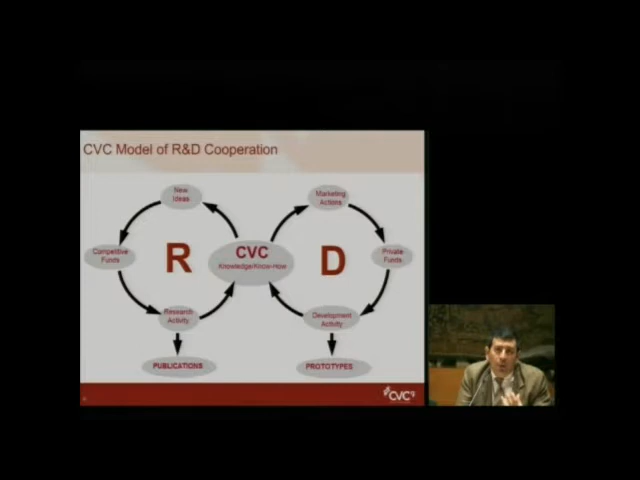 CVC Model of R&D Cooperation
New
Ideas
Marketing
Actions
Competitive
Funds
R
CVC
Knowledge/Know-How
D
Private
Funds
Research
Activity
Development
Activity
PUBLICATIONS
PROTOTYPES
CVC